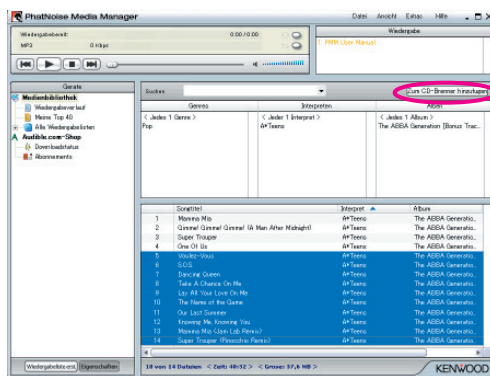 PhatNoise Media Manager
Datei Ansicht Extras Hilfe
Wiedergabebereit: 0:00/0:00
MP3 0 Kbps
Wiedergabe
1. PMM User Manual
Geräte
Medienbibliothek
Wiedergabeverlauf
Meine Top 40
Alle Wiedergabelisten
Audible.com-Shop
Downloadstatus
Abonnements
Suchen
Zum CD-Brenner hinzufügen
Genres Interpreten Alben
< Jedes 1 Genre > < Jeder 1 Interpret > < Jedes 1 Album >
Pop A*Teens The ABBA Generation [Bonus Trac...
Songtitel Interpret Album
1 Mamma Mia A*Teens The ABBA Generatio...
2 Gimme! Gimme! Gimme! (A Man After Midnight) A*Teens The ABBA Generatio...
3 Super Trouper A*Teens The ABBA Generatio...
4 One Of Us A*Teens The ABBA Generatio...
5 Voulez-Vous A*Teens The ABBA Generatio...
6 S.O.S. A*Teens The ABBA Generatio...
7 Dancing Queen A*Teens The ABBA Generatio...
8 Take A Chance On Me A*Teens The ABBA Generatio...
9 Lay All Your Love On Me A*Teens The ABBA Generatio...
10 The Name of the Game A*Teens The ABBA Generatio...
11 Our Last Summer A*Teens The ABBA Generatio...
12 Knowing Me, Knowing You A*Teens The ABBA Generatio...
13 Mamma Mia (Jam Lab Remix) A*Teens The ABBA Generatio...
14 Super Trouper (Pinocchio Remix) A*Teens The ABBA Generatio...
Wiedergabeliste erst. Eigenschaften
10 von 14 Dateien < Zeit: 40:32 > < Grosse: 37,6 MB >
KENWOOD